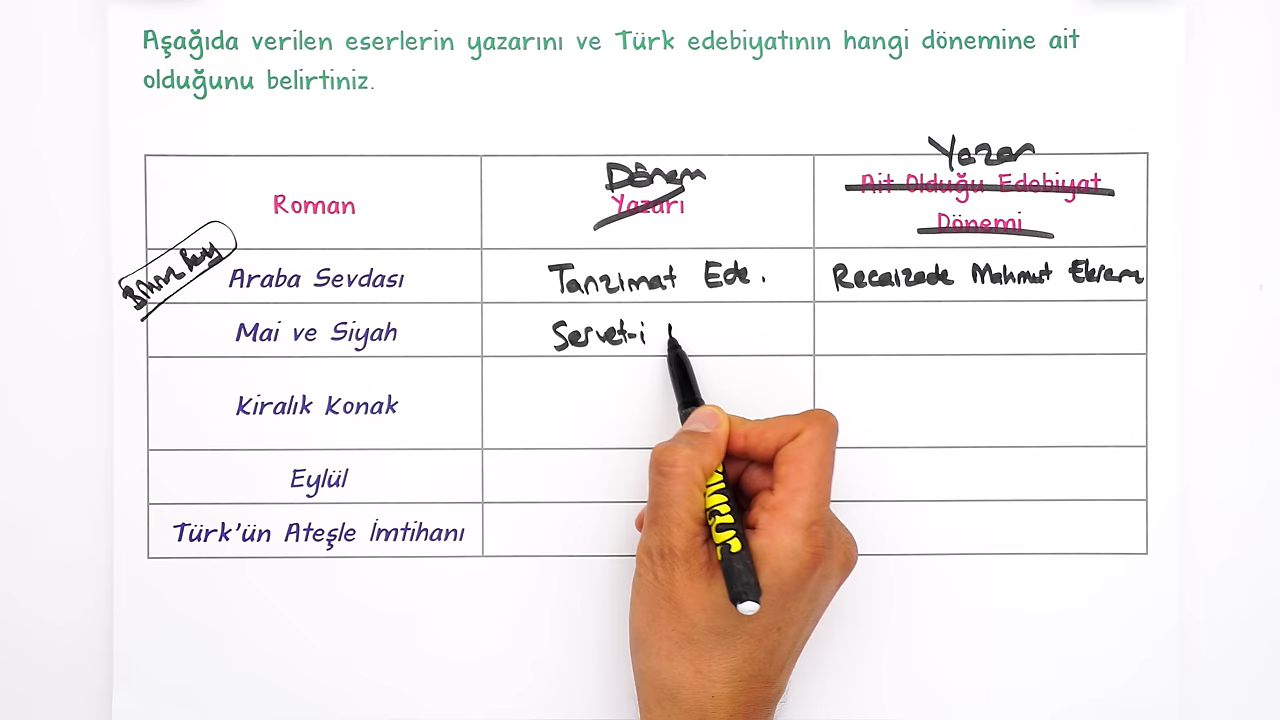 Aşağıda verilen eserlerin yazarını ve Türk edebiyatının hangi dönemine ait
olduğunu belirtiniz.
Roman
Dönem
Yazarı
Yazar
Ait Olduğu Edebiyat
Dönemi
Araba Sevdası
Tanzimat Ede.
Recaizade Mahmut Ekrem
Mai ve Siyah
Servet-i
Kiralık Konak
Eylül
Türk'ün Ateşle İmtihanı